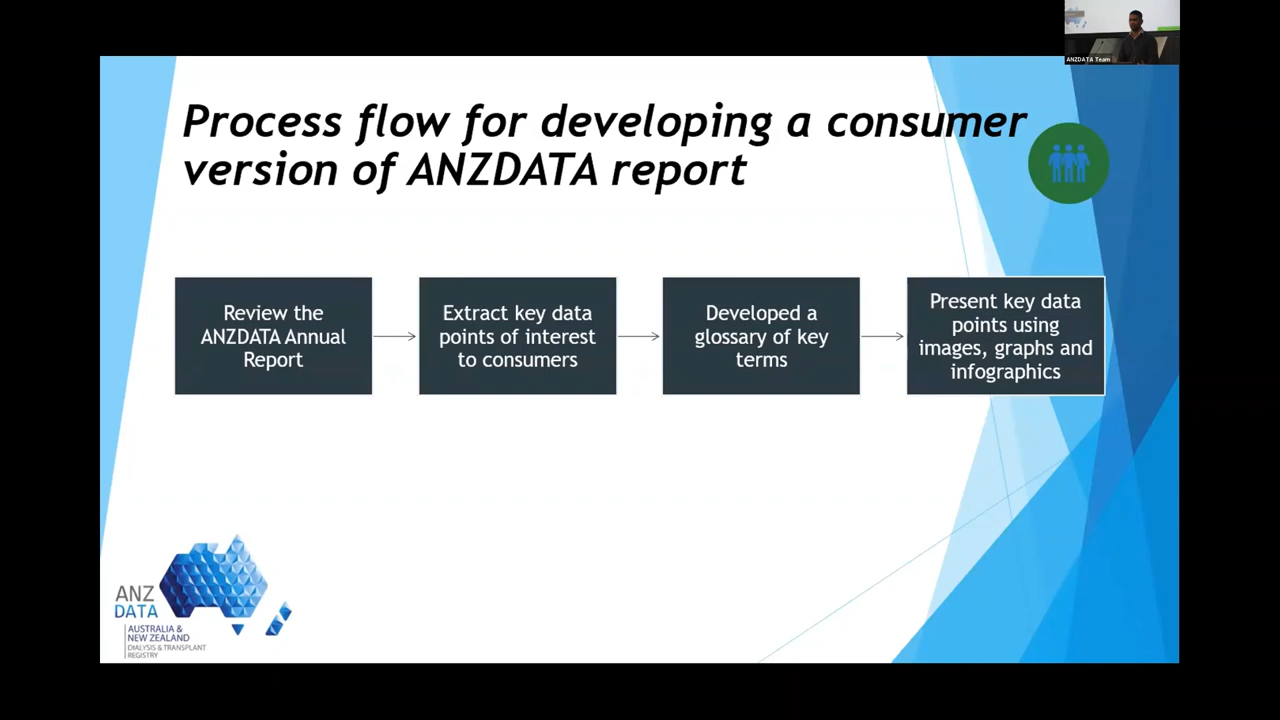 ANZDATA Team
Process flow for developing a consumer
version of ANZDATA report
Review the
ANZDATA Annual
Report
Extract key data
points of interest
to consumers
Developed a
glossary of key
terms
Present key data
points using
images, graphs and
infographics
ANZ
DATA
AUSTRALIA &
NEW ZEALAND
DIALYSIS & TRANSPLANT
REGISTRY